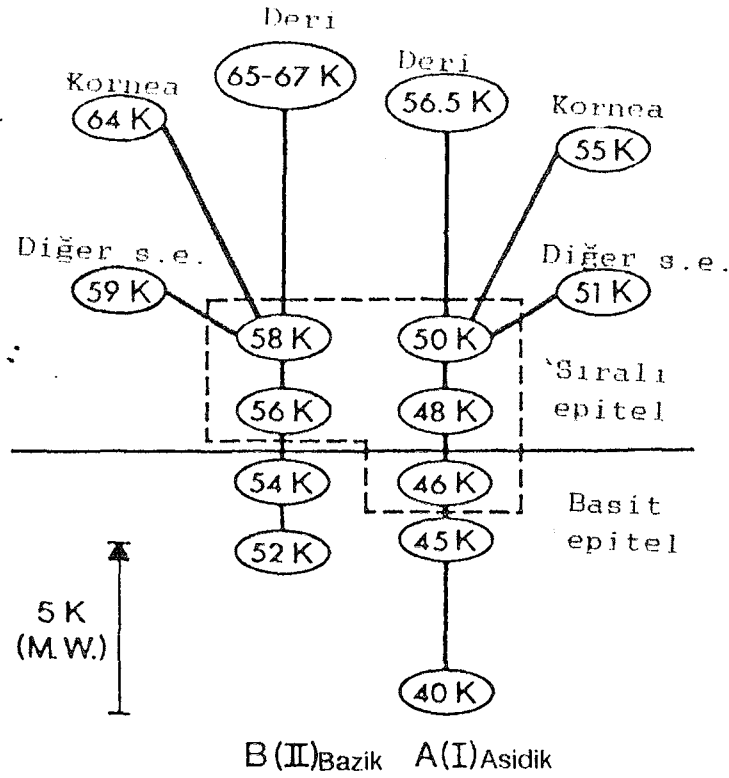 Deri
65-67 K
Deri
56.5 K
Kornea
64 K
Kornea
55 K
Diğer s.e.
59 K
Diğer s.e.
51 K
58 K
50 K
Sıralı
epitel
56 K
48 K
54 K
46 K
Basit
epitel
52 K
45 K
5 K
(M.W.)
40 K
B (II) Bazik
A (I) Asidik